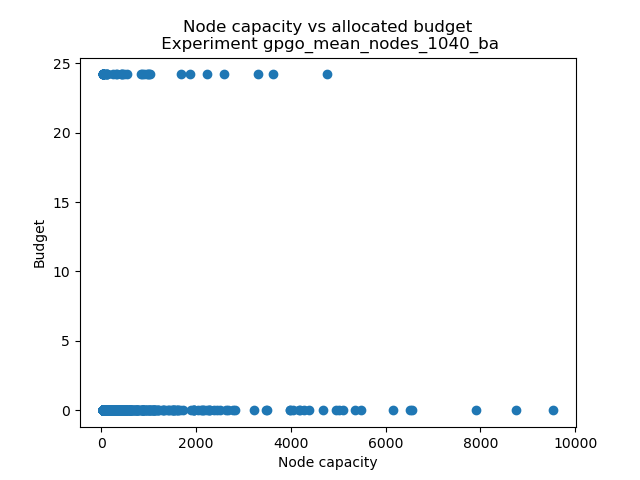 Node capacity vs allocated budget
Experiment gpgo_mean_nodes_1040_ba
25
20
15
10
5
0
Budget
0 2000 4000 6000 8000 10000
Node capacity